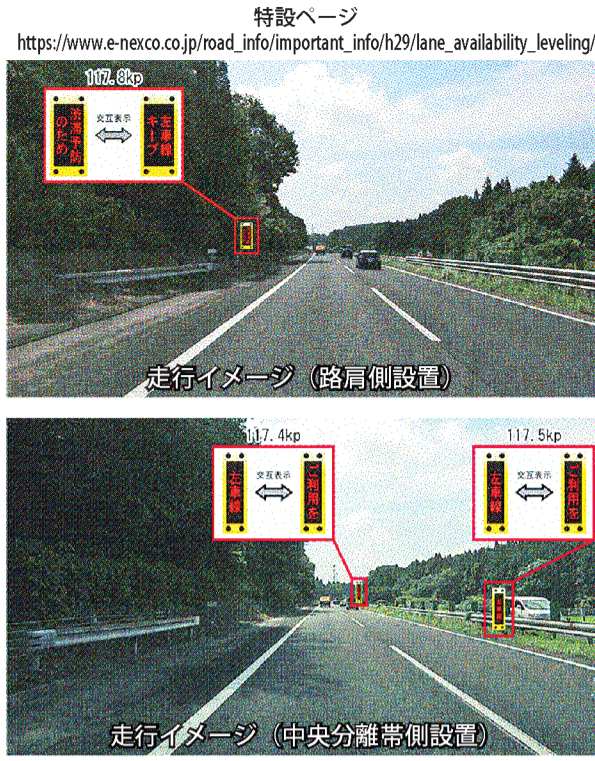 特設ページ
https://www.e-nexco.co.jp/road_info/important_info/h29/lane_availability_leveling/
117.8kp
渋滞予防
のため
交互表示
左車線
キープ
走行イメージ（路肩側設置）
117.4kp
左車線
交互表示
ご利用を
117.5kp
左車線
交互表示
ご利用を
左車線
走行イメージ（中央分離帯側設置）